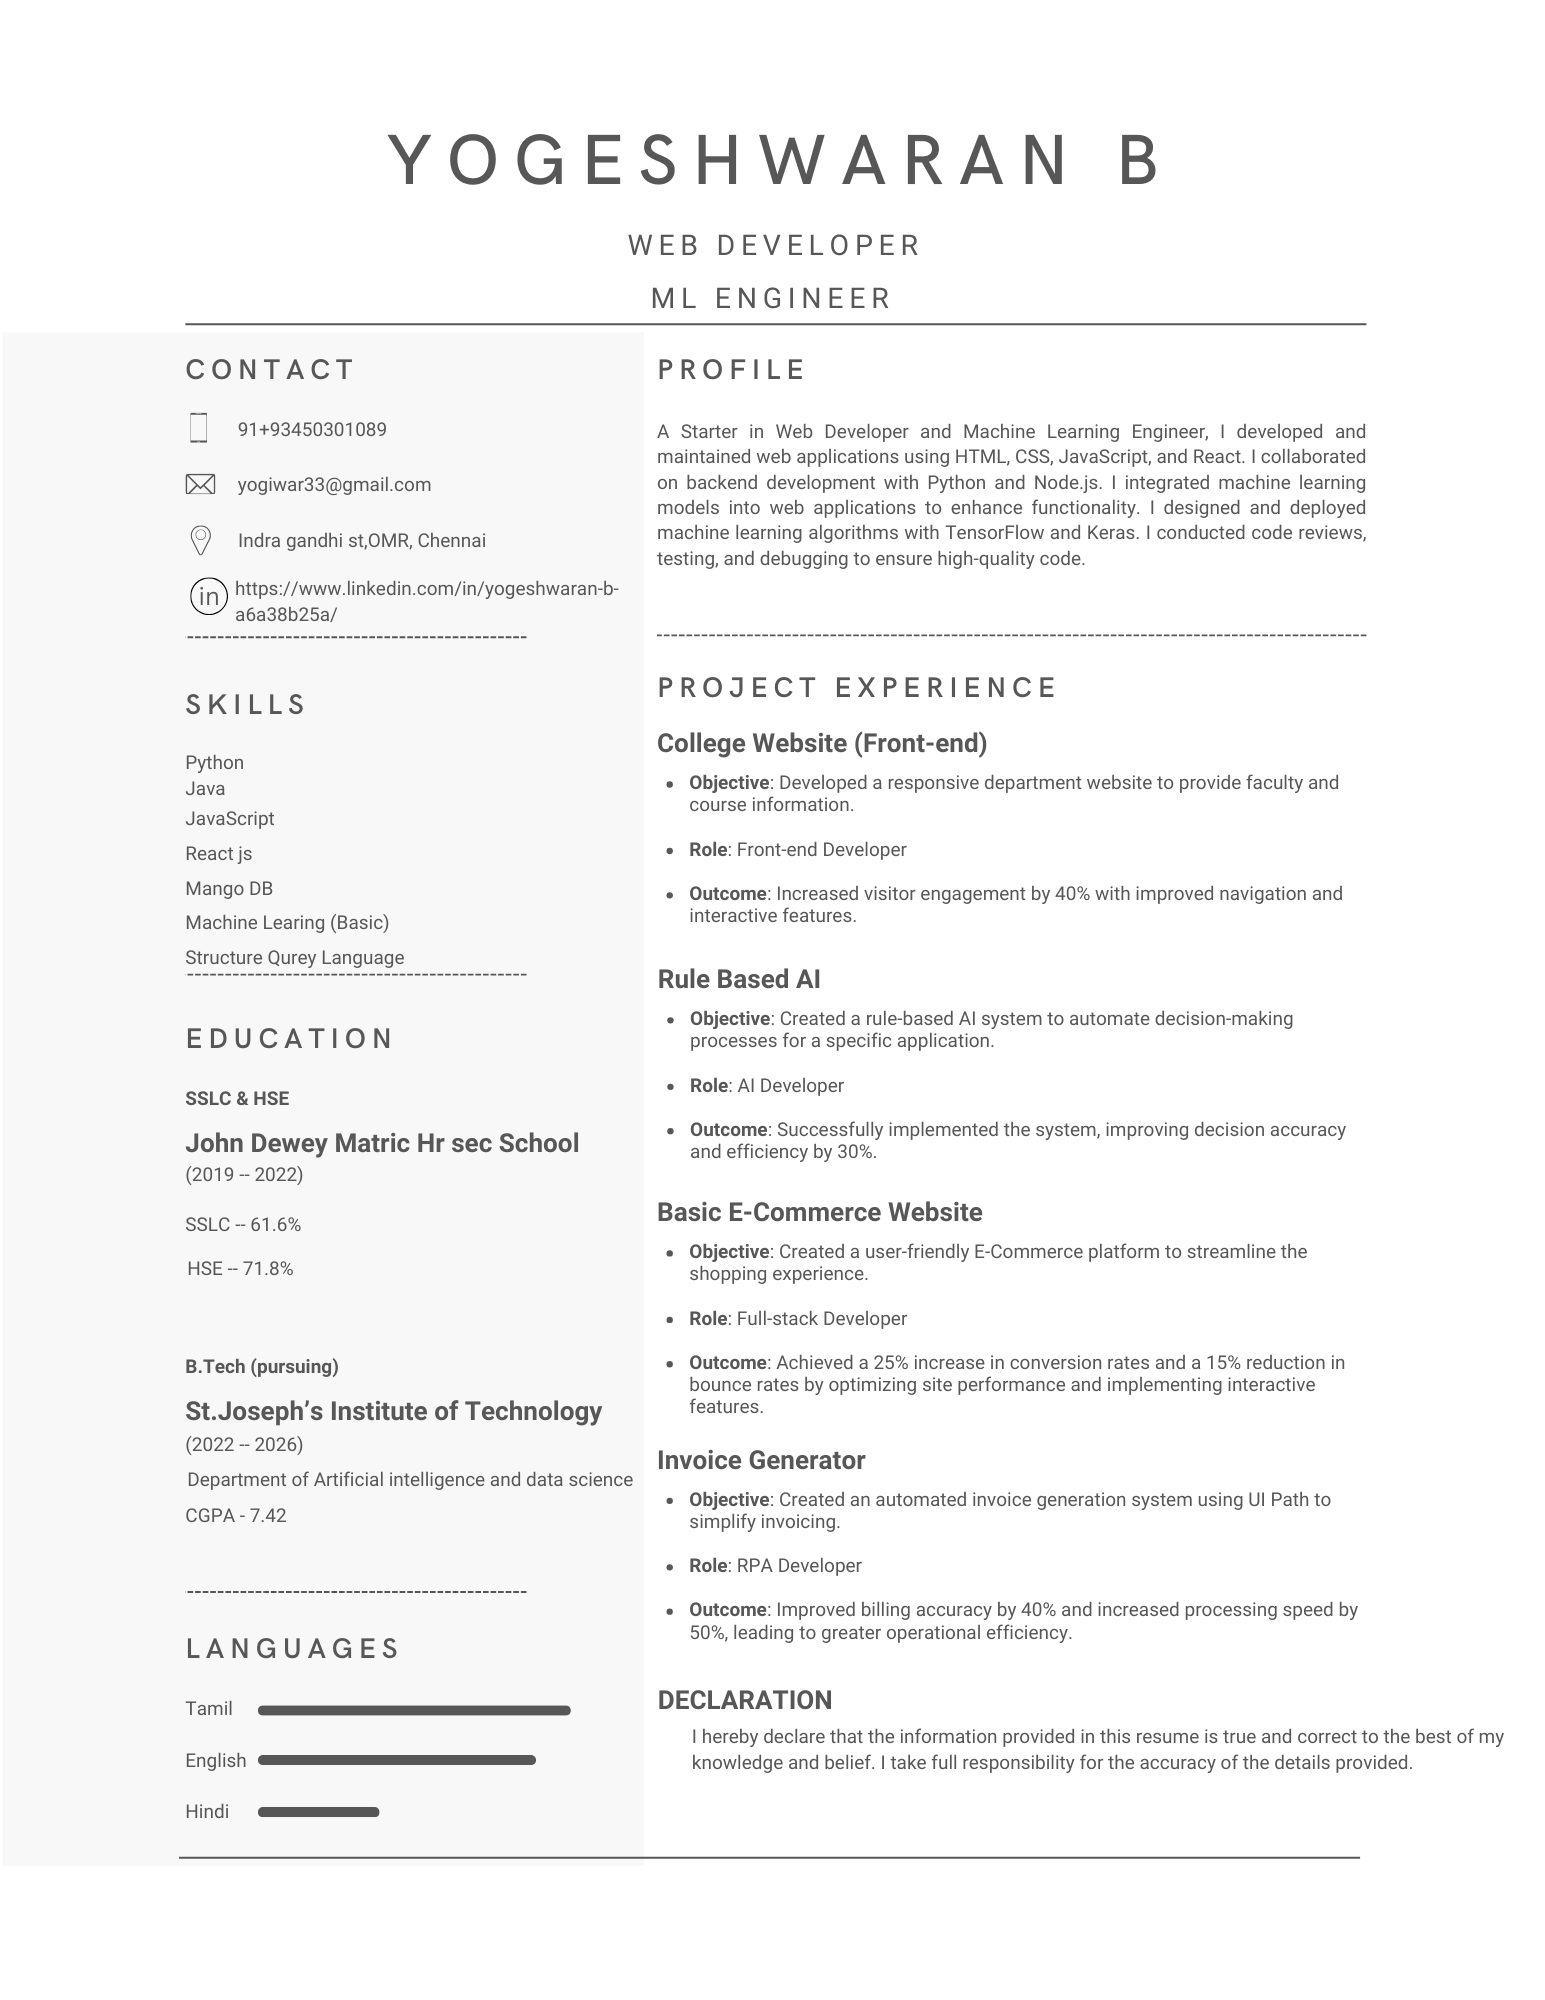 YOGESHWARAN B
WEB DEVELOPER
ML ENGINEER
CONTACT
91+93450301089
yogiwar33@gmail.com
Indra gandhi st,OMR, Chennai
in
https://www.linkedin.com/in/yogeshwaran-b-
a6a38b25a/
SKILLS
Python
Java
JavaScript
React js
Mango DB
Machine Learing (Basic)
Structure Qurey Language
EDUCATION
SSLC & HSE
John Dewey Matric Hr sec School
(2019 -- 2022)
SSLC -- 61.6%
HSE -- 71.8%
B.Tech (pursuing)
St.Joseph’s Institute of Technology
(2022 -- 2026)
Department of Artificial intelligence and data science
CGPA - 7.42
LANGUAGES
Tamil
English
Hindi
PROFILE
A Starter in Web Developer and Machine Learning Engineer, I developed and
maintained web applications using HTML, CSS, JavaScript, and React. I collaborated
on backend development with Python and Node.js. I integrated machine learning
models into web applications to enhance functionality. I designed and deployed
machine learning algorithms with TensorFlow and Keras. I conducted code reviews,
testing, and debugging to ensure high-quality code.
PROJECT EXPERIENCE
College Website (Front-end)
• Objective: Developed a responsive department website to provide faculty and
course information.
• Role: Front-end Developer
• Outcome: Increased visitor engagement by 40% with improved navigation and
interactive features.
Rule Based AI
• Objective: Created a rule-based AI system to automate decision-making
processes for a specific application.
• Role: AI Developer
• Outcome: Successfully implemented the system, improving decision accuracy
and efficiency by 30%.
Basic E-Commerce Website
• Objective: Created a user-friendly E-Commerce platform to streamline the
shopping experience.
• Role: Full-stack Developer
• Outcome: Achieved a 25% increase in conversion rates and a 15% reduction in
bounce rates by optimizing site performance and implementing interactive
features.
Invoice Generator
• Objective: Created an automated invoice generation system using UI Path to
simplify invoicing.
• Role: RPA Developer
• Outcome: Improved billing accuracy by 40% and increased processing speed by
50%, leading to greater operational efficiency.
DECLARATION
I hereby declare that the information provided in this resume is true and correct to the best of my
knowledge and belief. I take full responsibility for the accuracy of the details provided.